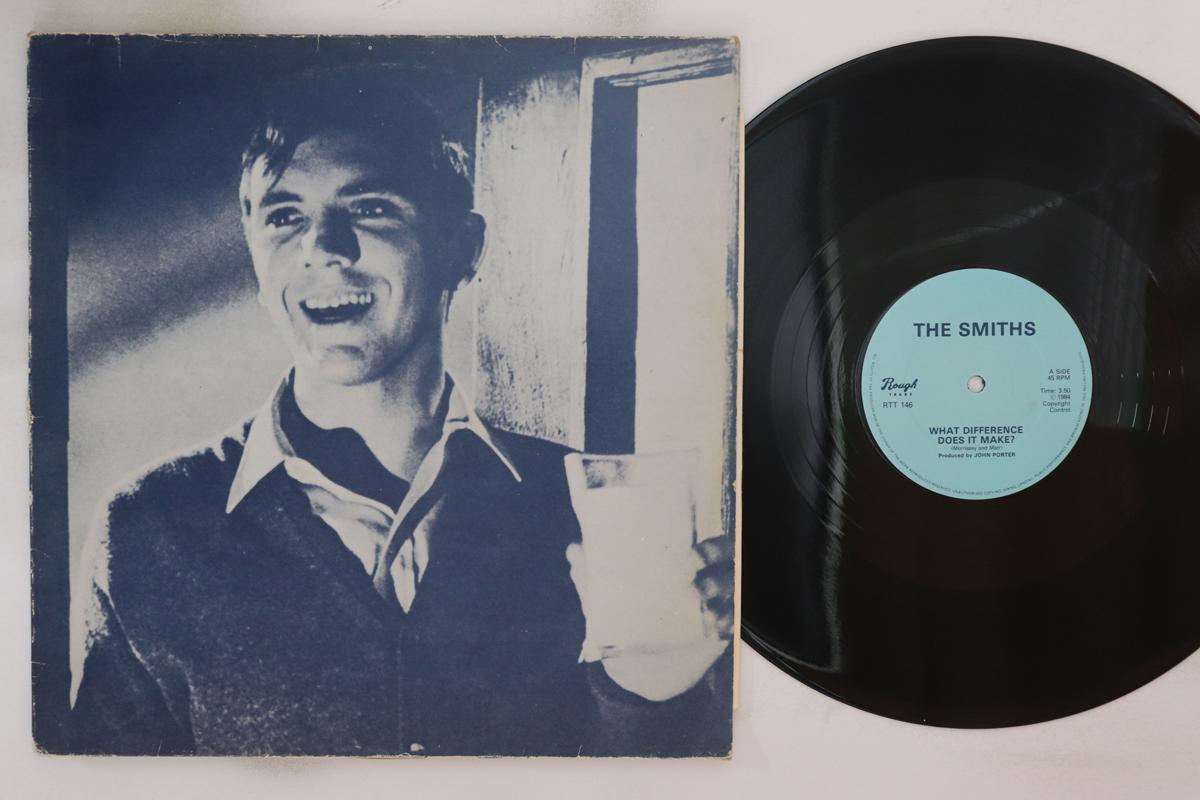 THE SMITHS
Rough
TRADE
RTT 146
A SIDE
45 RPM
Time: 3.50
© 1984
Copyright
Control
WHAT DIFFERENCE
DOES IT MAKE?
(Morrissey and Marr)
Produced by JOHN PORTER